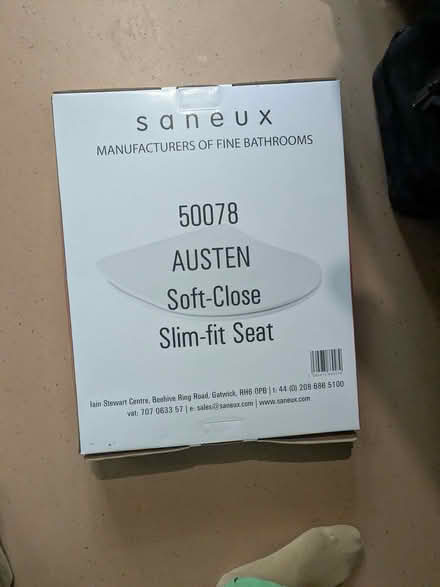 saneux
MANUFACTURERS OF FINE BATHROOMS
50078
AUSTEN
Soft-Close
Slim-fit Seat
Iain Stewart Centre, Beehive Ring Road, Gatwick, RH6 0PB | t: 44 (0) 208 686 5100
vat: 707 0633 57 | e: sales@saneux.com | www.saneux.com